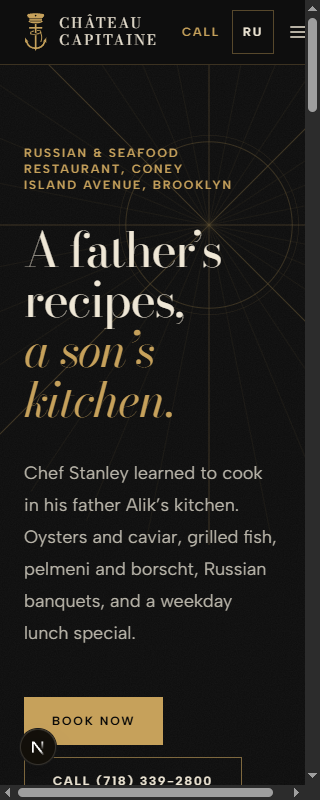 CHÂTEAU
CAPITAINE
CALL
RU
RUSSIAN & SEAFOOD
RESTAURANT, CONEY
ISLAND AVENUE, BROOKLYN
A father’s
recipes,
a son’s
kitchen.
Chef Stanley learned to cook
in his father Alik’s kitchen.
Oysters and caviar, grilled fish,
pelmeni and borscht, Russian
banquets, and a weekday
lunch special.
BOOK NOW
N
CALL (718) 339-2800